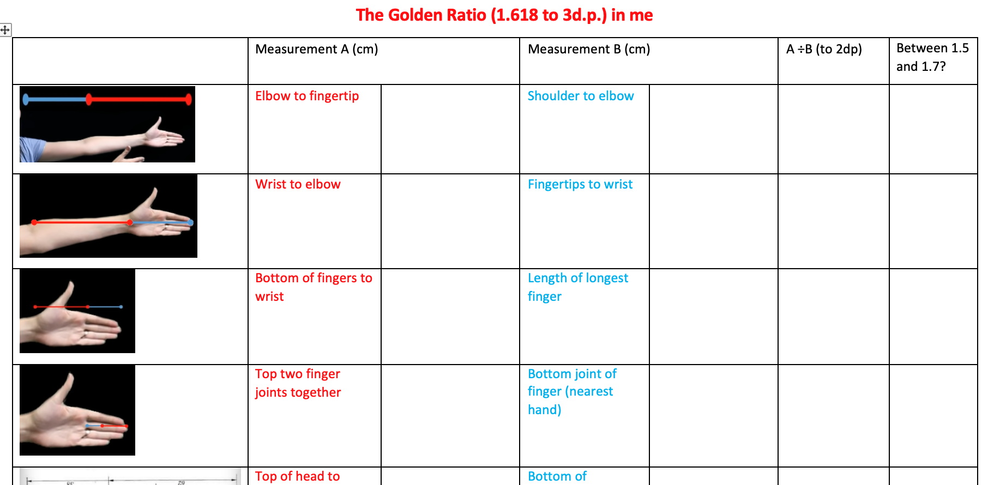 The Golden Ratio (1.618 to 3d.p.) in me
Measurement A (cm)
Measurement B (cm)
A ÷B (to 2dp)
Between 1.5
and 1.7?
Elbow to fingertip
Shoulder to elbow
Wrist to elbow
Fingertips to wrist
Bottom of fingers to
wrist
Length of longest
finger
Top two finger
joints together
Bottom joint of
finger (nearest
hand)
Top of head to
Bottom of